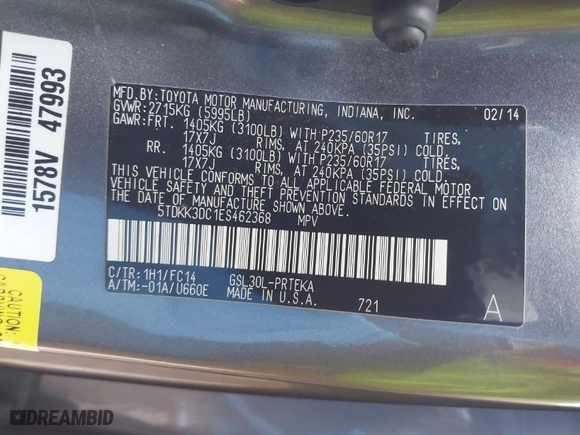 MFD. BY: TOYOTA MOTOR MANUFACTURING, INDIANA, INC. 02/14
GVWR: 2715KG (5995LB)
GAWR: FRT. 1405KG (3100LB) WITH P235/60R17 TIRES,
17X7J RIMS, AT 240KPA (35PSI) COLD.
RR. 1405KG (3100LB) WITH P235/60R17 TIRES,
17X7J RIMS, AT 240KPA (35PSI) COLD.
THIS VEHICLE CONFORMS TO ALL APPLICABLE FEDERAL MOTOR
VEHICLE SAFETY AND THEFT PREVENTION STANDARDS IN EFFECT ON
THE DATE OF MANUFACTURE SHOWN ABOVE.
5TDKK3DC1ES462368 MPV
C/TR: 1H1/FC14 GSL30L-PRTEKA
A/TM: -01A/U660E MADE IN U.S.A. 721
A
1578V 47993
CAUTION
DREAMBID